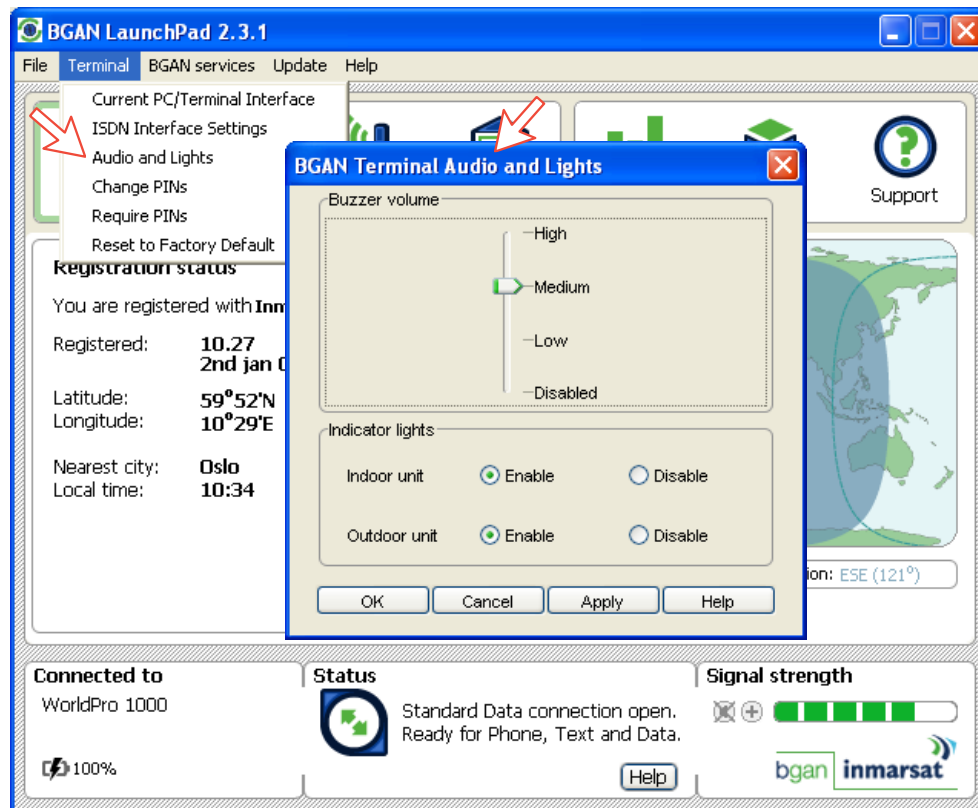 BGAN LaunchPad 2.3.1
File Terminal BGAN services Update Help
Current PC/Terminal Interface
ISDN Interface Settings
Audio and Lights
Change PINs
Require PINs
Reset to Factory Default
Support
BGAN Terminal Audio and Lights
Buzzer volume
High
Medium
Low
Disabled
Indicator lights
Indoor unit Enable Disable
Outdoor unit Enable Disable
OK Cancel Apply Help
Registration status
You are registered with
Registered: 10.27
2nd jan
Latitude: 59°52'N
Longitude: 10°29'E
Nearest city: Oslo
Local time: 10:34
ESE (121°)
Connected to
WorldPro 1000
100%
Status
Standard Data connection open.
Ready for Phone, Text and Data.
Help
Signal strength
bgan inmarsat